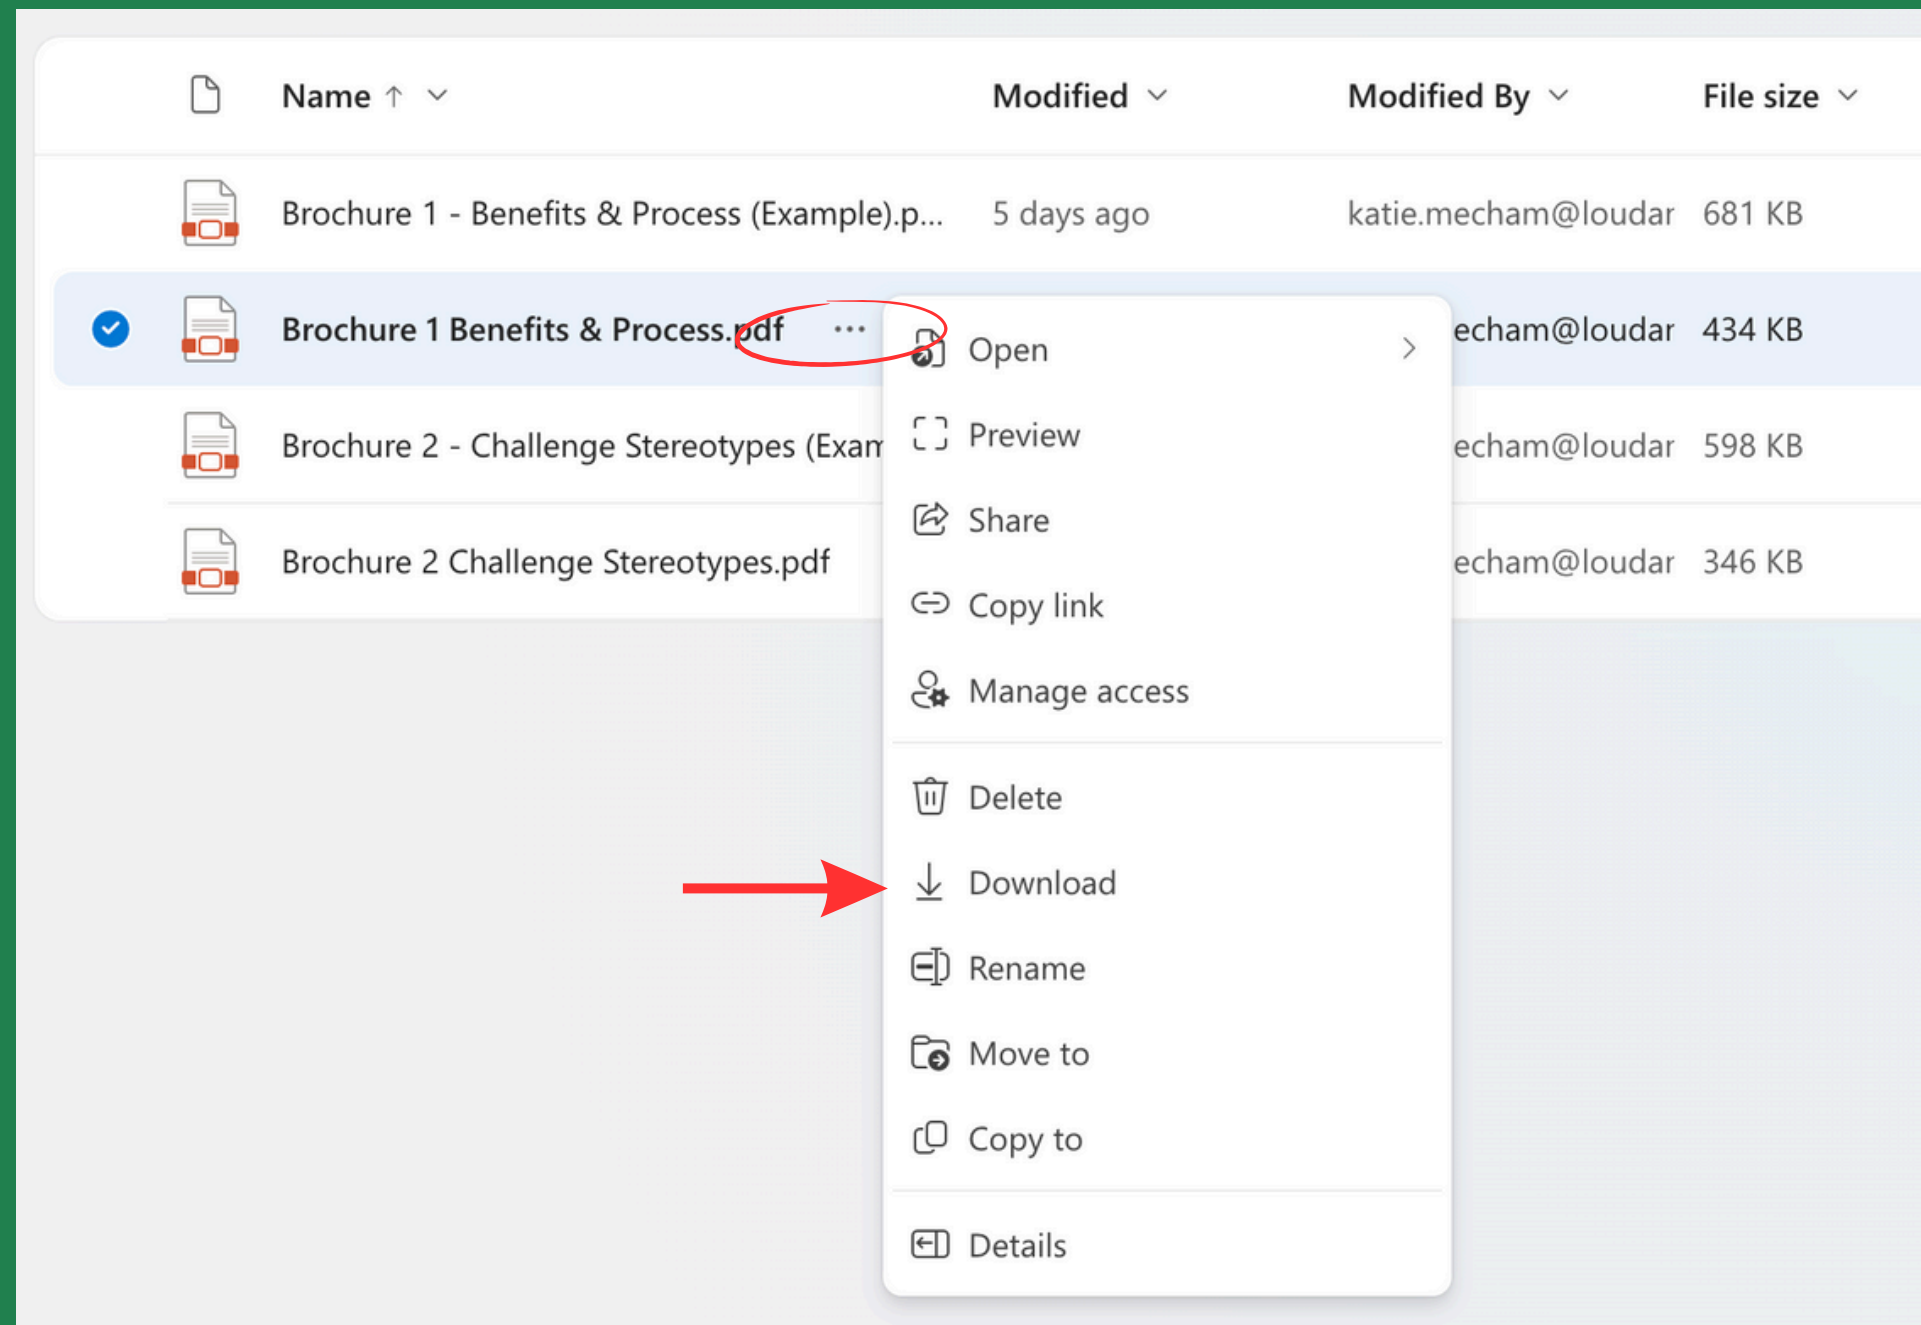 Name Modified Modified By File size
Brochure 1 - Benefits & Process (Example).p... 5 days ago katie.mecham@loudar 681 KB
Brochure 1 Benefits & Process.pdf ... echam@loudar 434 KB
Brochure 2 - Challenge Stereotypes (Exam echam@loudar 598 KB
Brochure 2 Challenge Stereotypes.pdf echam@loudar 346 KB
Open
Preview
Share
Copy link
Manage access
Delete
Download
Rename
Move to
Copy to
Details